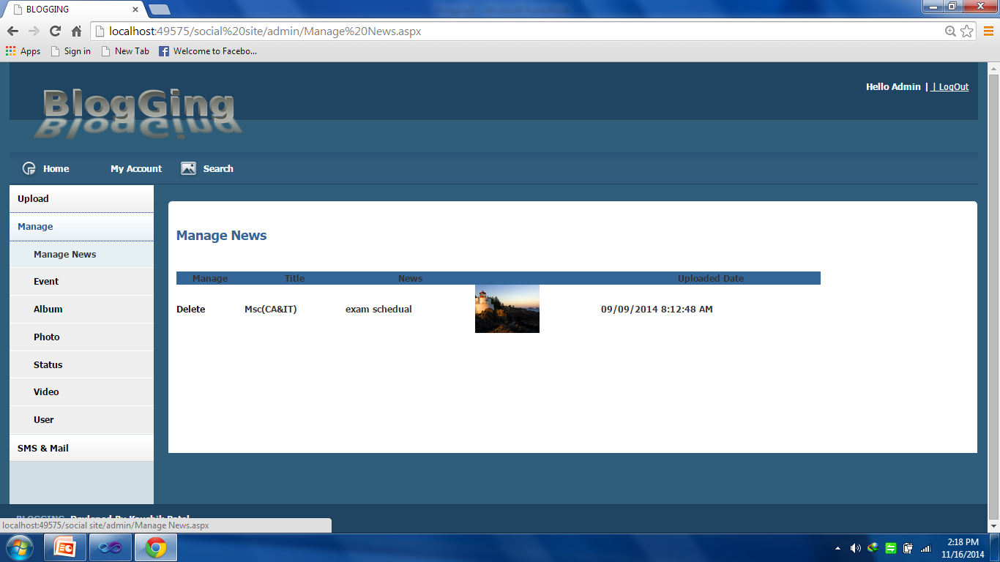 BLOGGING
localhost:49575/social%20site/admin/Manage%20News.aspx
Apps Sign in New Tab Welcome to Facebo...
Hello Admin | | LogOut
BlogGing
Home My Account Search
Upload
Manage
Manage News
Event
Album
Photo
Status
Video
User
SMS & Mail
Manage News
Manage Title News Uploaded Date
Delete Msc(CA&IT) exam schedual 09/09/2014 8:12:48 AM
localhost:49575/social site/admin/Manage News.aspx
2:18 PM
11/16/2014